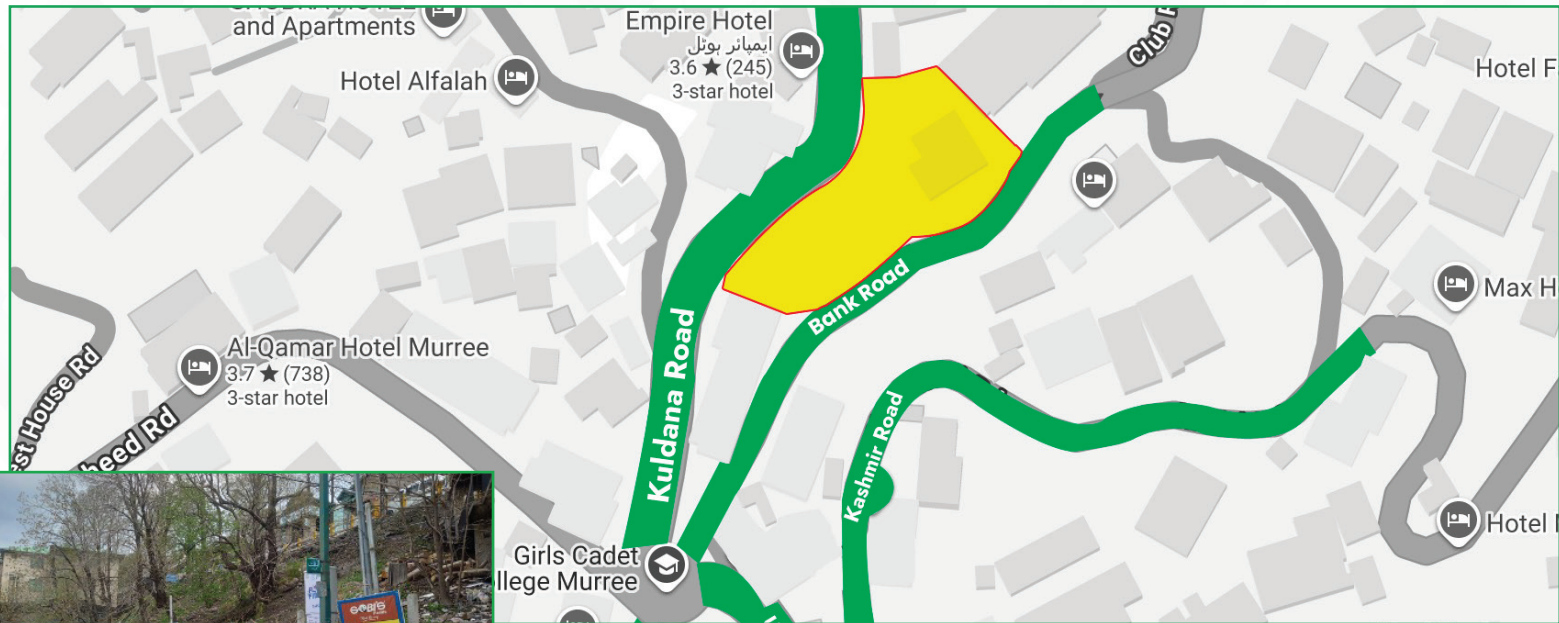 and Apartments
Hotel Alfalah
Empire Hotel
ایمپائر ہوٹل
3.6 ★ (245)
3-star hotel
Club
Hotel F
Max H
Al-Qamar Hotel Murree
3.7 ★ (738)
3-star hotel
st House Rd
heed Rd
Kuldana Road
Bank Road
Kashmir Road
Hotel
Girls Cadet
llege Murree